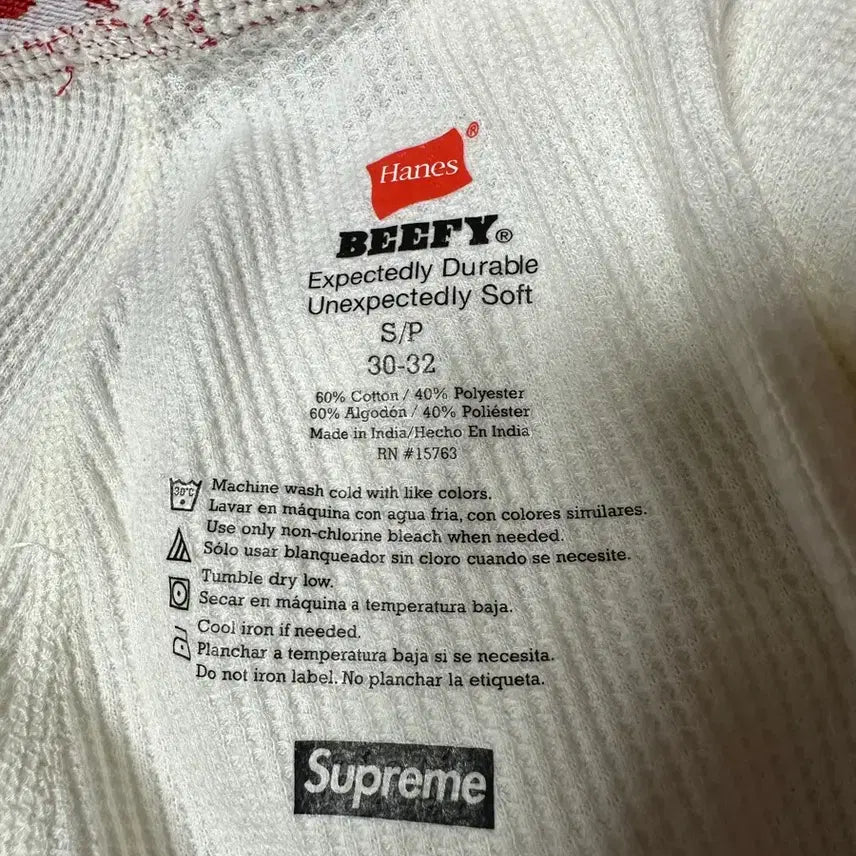 Hanes®
BEEFY®
Expectedly Durable
Unexpectedly Soft
S/P
30-32
60% Cotton / 40% Polyester
60% Algodón / 40% Poliéster
Made in India/Hecho En India
RN #15763
30°C
Machine wash cold with like colors.
Lavar en máquina con agua fria, con colores similares.
Use only non-chlorine bleach when needed.
Sólo usar blanqueador sin cloro cuando se necesite.
Tumble dry low.
Secar en máquina a temperatura baja.
Cool iron if needed.
Planchar a temperatura baja si se necesita.
Do not iron label. No planchar la etiqueta.
Supreme